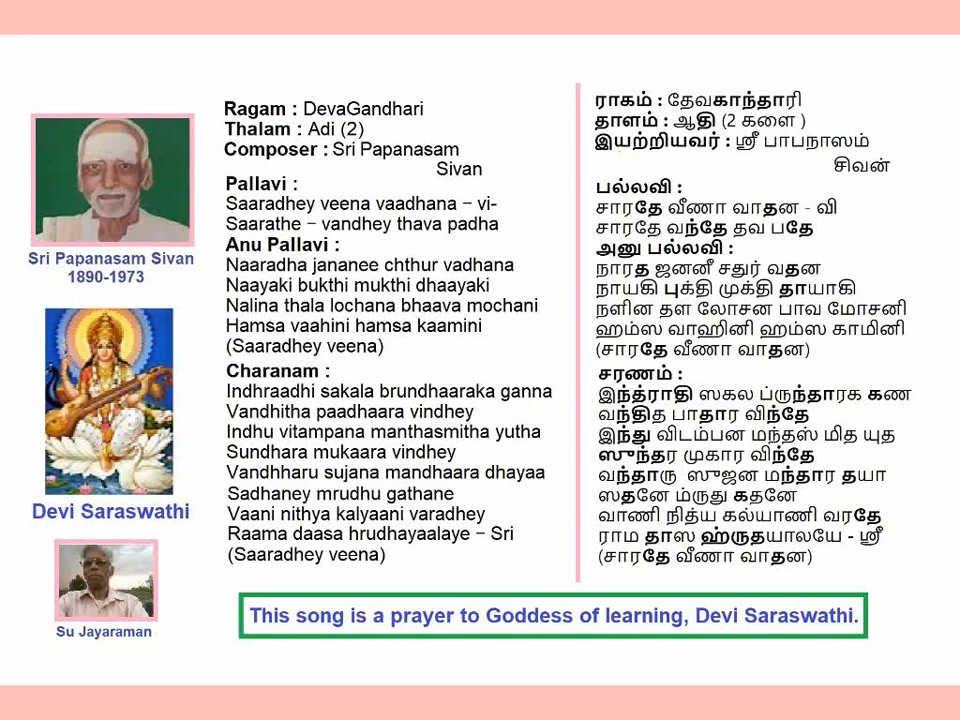 Sri Papanasam Sivan
1890-1973
Devi Saraswathi
Su Jayaraman
Ragam : DevaGandhari
Thalam : Adi (2)
Composer : Sri Papanasam
Sivan
Pallavi :
Saaradhey veena vaadhana – vi-
Saarathe – vandhey thava padha
Anu Pallavi :
Naaradha jananee chthur vadhana
Naayaki bukthi mukthi dhaayaki
Nalina thala lochana bhaava mochani
Hamsa vaahini hamsa kaamini
(Saaradhey veena)
Charanam :
Indhraadhi sakala brundhaaraka ganna
Vandhitha paadhaara vindhey
Indhu vitampana manthasmitha yutha
Sundhara mukaara vindhey
Vandhharu sujana mandhaara dhayaa
Sadhaney mrudhu gathane
Vaani nithya kalyaani varadhey
Raama daasa hrudhayaalaye – Sri
(Saaradhey veena)
ராகம் : தேவகாந்தாரி
தாளம் : ஆதி (2 களை )
இயற்றியவர் : ஸ்ரீ பாபநாஸம்
சிவன்
பல்லவி :
சாரதே வீணா வாதன - வி
சாரதே வந்தே தவ பதே
அனு பல்லவி :
நாரத ஜனனீ சதுர் வதன
நாயகி புக்தி முக்தி தாயாகி
நளின தள லோசன பாவ மோசனி
ஹம்ஸ வாஹினி ஹம்ஸ காமினி
(சாரதே வீணா வாதன)
சரணம் :
இந்த்ராதி ஸகல ப்ருந்தாரக கண
வந்தித பாதார விந்தே
இந்து விடம்பன மந்தஸ் மித யுத
ஸுந்தர முகார விந்தே
வந்தாரு ஸுஜன மந்தார தயா
ஸதனே ம்ருது கதனே
வாணி நித்ய கல்யாணி வரதே
ராம தாஸ ஹ்ருதயாலயே - ஸ்ரீ
(சாரதே வீணா வாதன)
This song is a prayer to Goddess of learning, Devi Saraswathi.